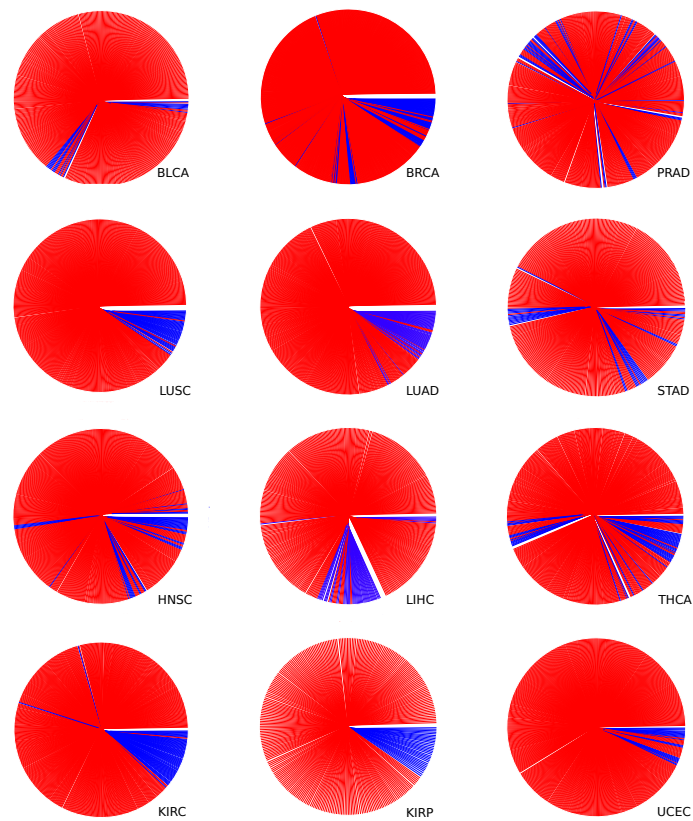 BLCA
BRCA
PRAD
LUSC
LUAD
STAD
HNSC
LIHC
THCA
KIRC
KIRP
UCEC